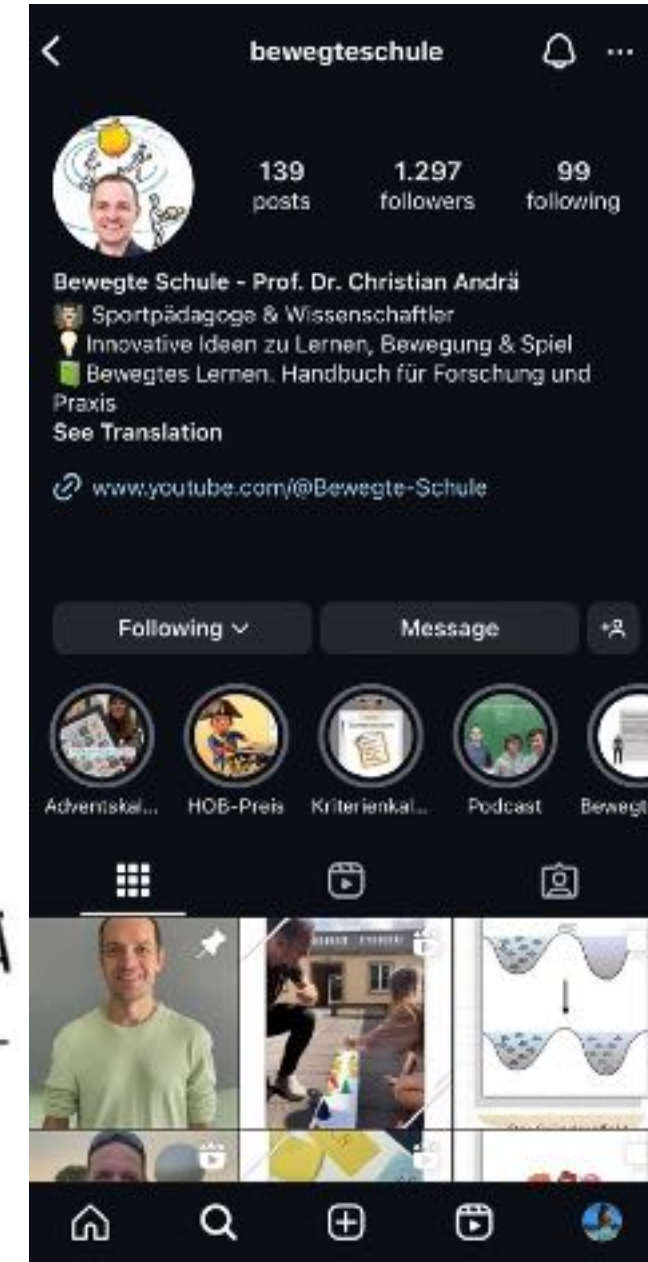 bewegteschule
139
posts
1.297
followers
99
following
Bewegte Schule - Prof. Dr. Christian Andrä
Sportpädagoge & Wissenschaftler
Innovative Ideen zu Lernen, Bewegung & Spiel
Bewegtes Lernen. Handbuch für Forschung und
Praxis
See Translation
www.youtube.com/@Bewegte-Schule
Following
Message
Adventskal...
HOB-Preis
Kriterienkal...
Podcast
Bewegt
Ä